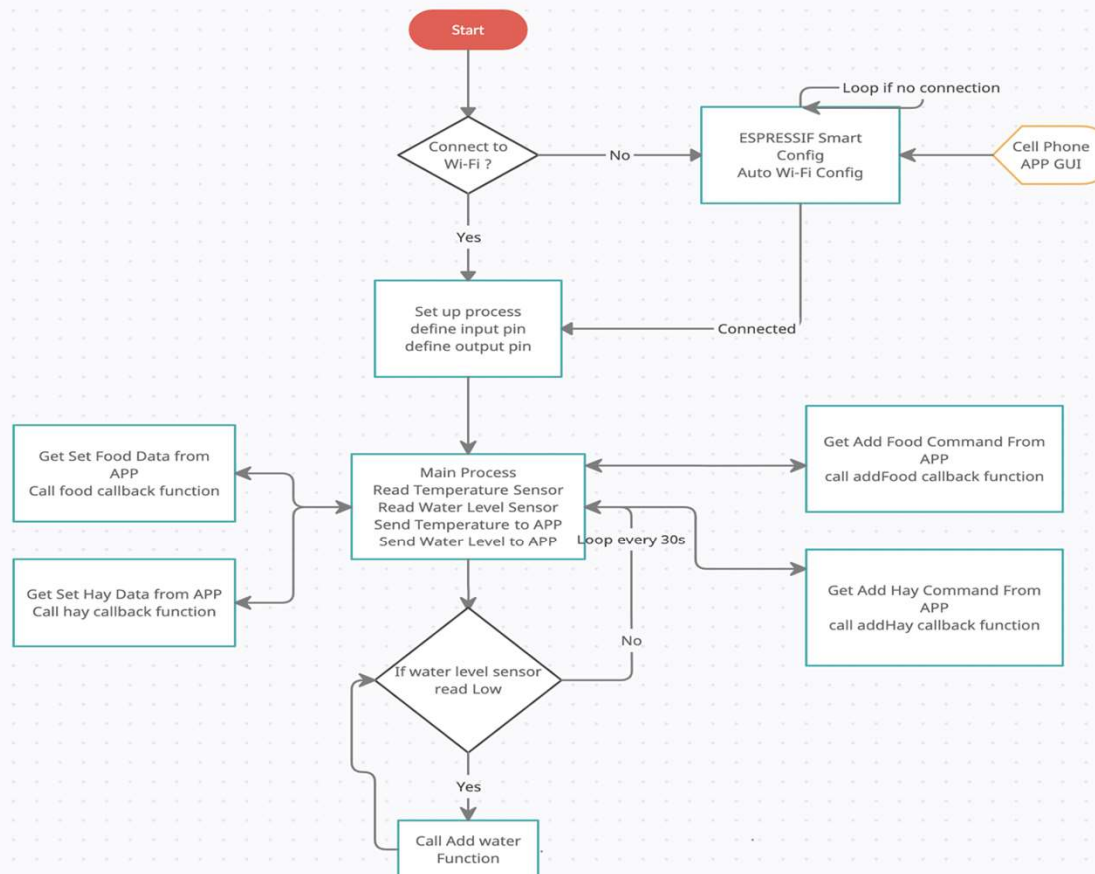 Start
Loop if no connection
Connect to
Wi-Fi ?
No
ESPRESSIF Smart
Config
Auto Wi-Fi Config
Cell Phone
APP GUI
Yes
Set up process
define input pin
define output pin
Connected
Get Set Food Data from
APP
Call food callback function
Main Process
Read Temperature Sensor
Read Water Level Sensor
Send Temperature to APP
Send Water Level to APP
Get Add Food Command From
APP
call addFood callback function
Loop every 30s
Get Set Hay Data from APP
Call hay callback function
Get Add Hay Command From
APP
call addHay callback function
No
If water level sensor
read Low
Yes
Call Add water
Function